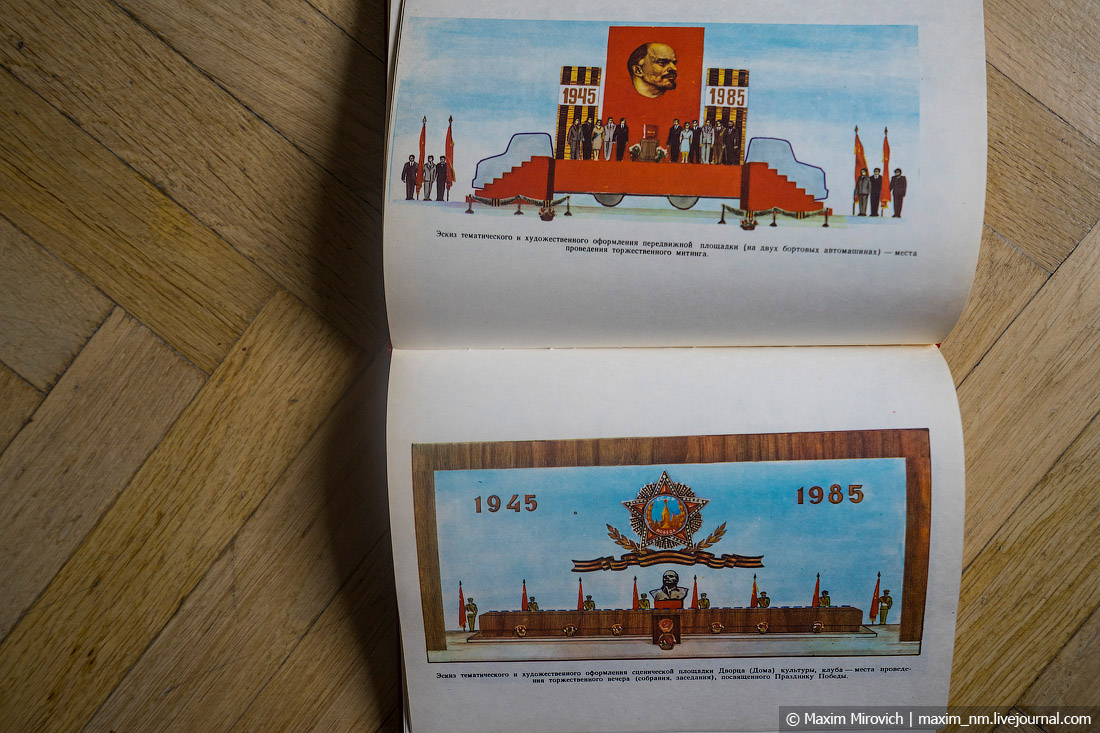 1945
1985
Эскиз тематического и художественного оформления передвижной площадки (на двух бортовых автомашинах) — места
проведения торжественного митинга.
1945
1985
Эскиз тематического и художественного оформления сценической площадки Дворца (Дома) культуры, клуба — места проведе-
ния торжественного вечера (собрания, заседания), посвященного Празднику Победы.
© Maxim Mirovich | maxim_nm.livejournal.com